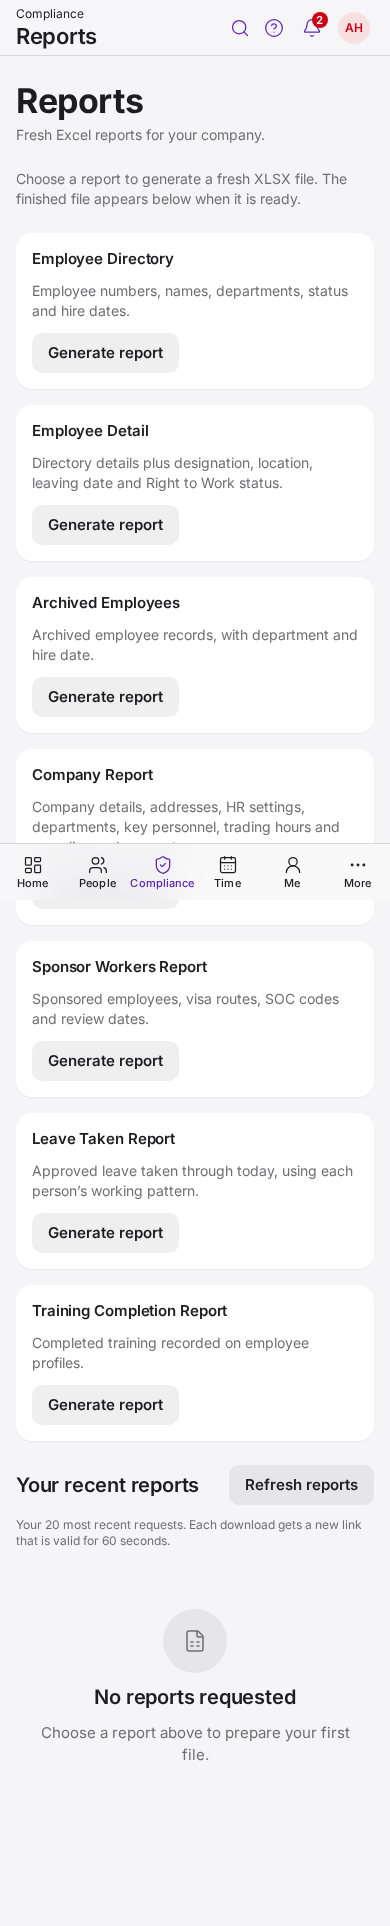 Compliance
Reports
2
AH
Reports
Fresh Excel reports for your company.
Choose a report to generate a fresh XLSX file. The
finished file appears below when it is ready.
Employee Directory
Employee numbers, names, departments, status
and hire dates.
Generate report
Employee Detail
Directory details plus designation, location,
leaving date and Right to Work status.
Generate report
Archived Employees
Archived employee records, with department and
hire date.
Generate report
Company Report
Company details, addresses, HR settings,
departments, key personnel, trading hours and
Home
People
Compliance
Time
Me
More
Sponsor Workers Report
Sponsored employees, visa routes, SOC codes
and review dates.
Generate report
Leave Taken Report
Approved leave taken through today, using each
person’s working pattern.
Generate report
Training Completion Report
Completed training recorded on employee
profiles.
Generate report
Your recent reports
Refresh reports
Your 20 most recent requests. Each download gets a new link
that is valid for 60 seconds.
No reports requested
Choose a report above to prepare your first
file.